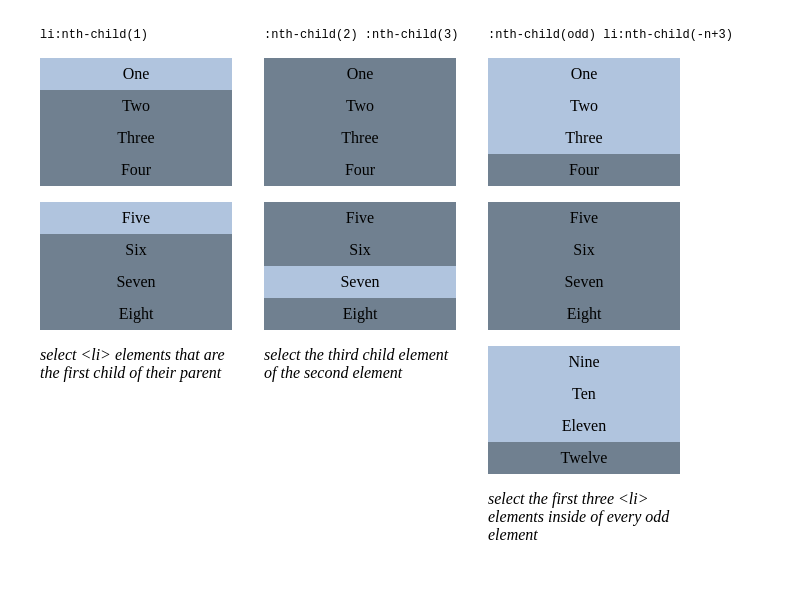 li:nth-child(1)
One
Two
Three
Four
Five
Six
Seven
Eight
select <li> elements that are
the first child of their parent
:nth-child(2) :nth-child(3)
One
Two
Three
Four
Five
Six
Seven
Eight
select the third child element
of the second element
:nth-child(odd) li:nth-child(-n+3)
One
Two
Three
Four
Five
Six
Seven
Eight
Nine
Ten
Eleven
Twelve
select the first three <li>
elements inside of every odd
element